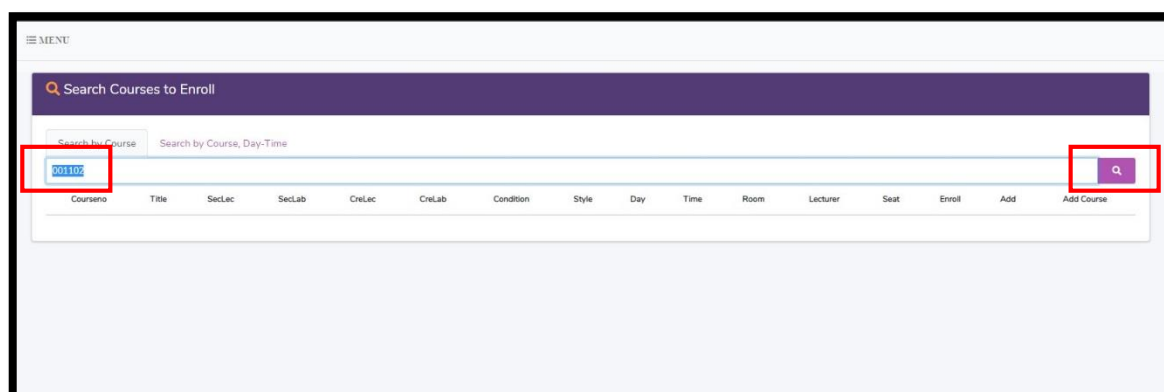 MENU
Search Courses to Enroll
Search by Course Search by Course, Day-Time
001102
Courseno Title SecLec SecLab CreLec CreLab Condition Style Day Time Room Lecturer Seat Enroll Add Add Course